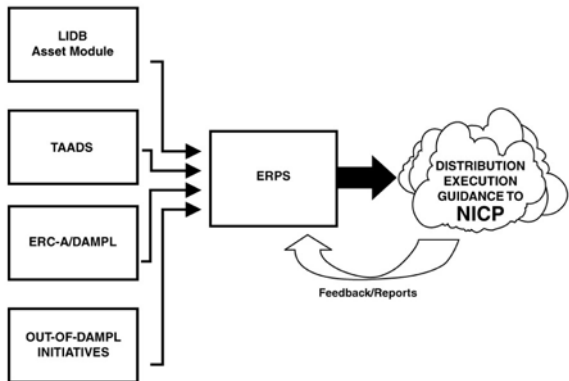 LIDB
Asset Module
TAADS
ERC-A/DAMPL
OUT-OF-DAMPL
INITIATIVES
ERPS
DISTRIBUTION
EXECUTION
GUIDANCE TO
NICP
Feedback/Reports